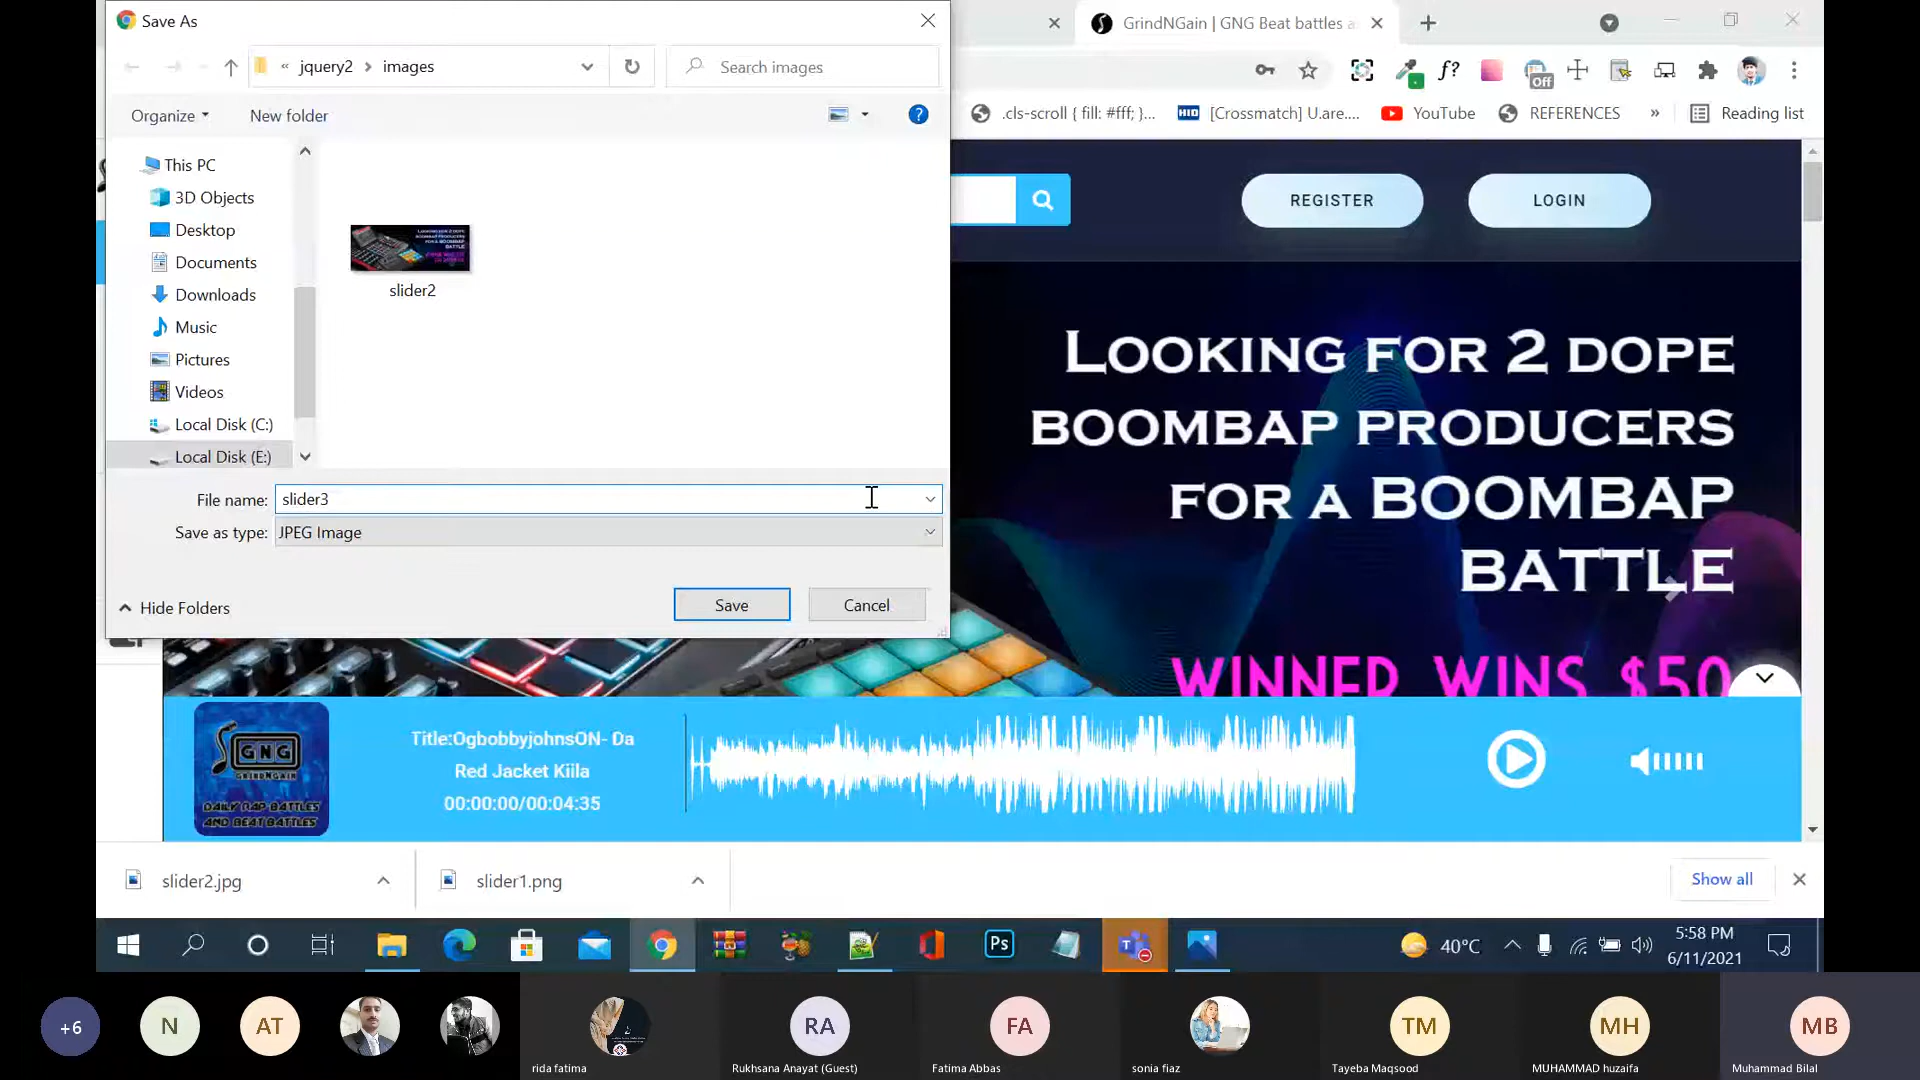 Save As
GrindNGain | GNG Beat battles a
« jquery2 > images
Search images
Organize
New folder
Off
.cls-scroll { fill: #fff; }...
HID
[Crossmatch] U.are....
YouTube
REFERENCES
»
Reading list
This PC
3D Objects
Desktop
Documents
Downloads
Music
Pictures
Videos
Local Disk (C:)
Local Disk (E:)
slider2
File name: slider3
Save as type: JPEG Image
Hide Folders
Save
Cancel
REGISTER
LOGIN
LOOKING FOR 2 DOPE
BOOMBAP PRODUCERS
FOR A BOOMBAP
BATTLE
WINNER WINS $50
GNG
GRINDNGAIN
DAILY RAP BATTLES
AND BEAT BATTLES
Title:OgbobbyjohnsON- Da
Red Jacket Kiila
00:00:00/00:04:35
slider2.jpg
slider1.png
Show all
Ps
40°C
5:58 PM
6/11/2021
+6
N
AT
RA
FA
TM
MH
MB
rida fatima
Rukhsana Anayat (Guest)
Fatima Abbas
sonia fiaz
Tayeba Maqsood
MUHAMMAD huzaifa
Muhammad Bilal